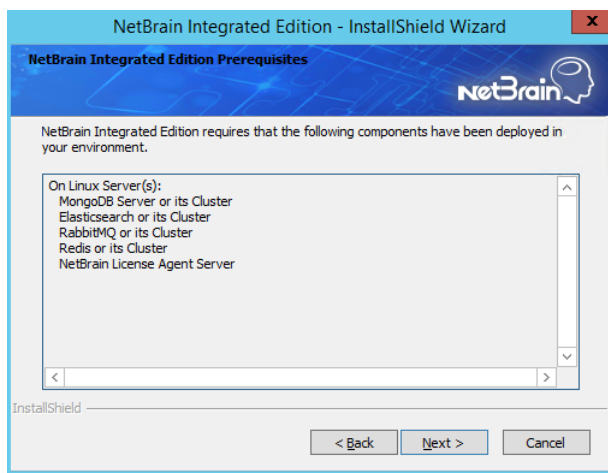 NetBrain Integrated Edition - InstallShield Wizard
x
NetBrain Integrated Edition Prerequisites
NetBrain
NetBrain Integrated Edition requires that the following components have been deployed in
your environment.
On Linux Server(s):
MongoDB Server or its Cluster
Elasticsearch or its Cluster
RabbitMQ or its Cluster
Redis or its Cluster
NetBrain License Agent Server
InstallShield
< Back
Next >
Cancel